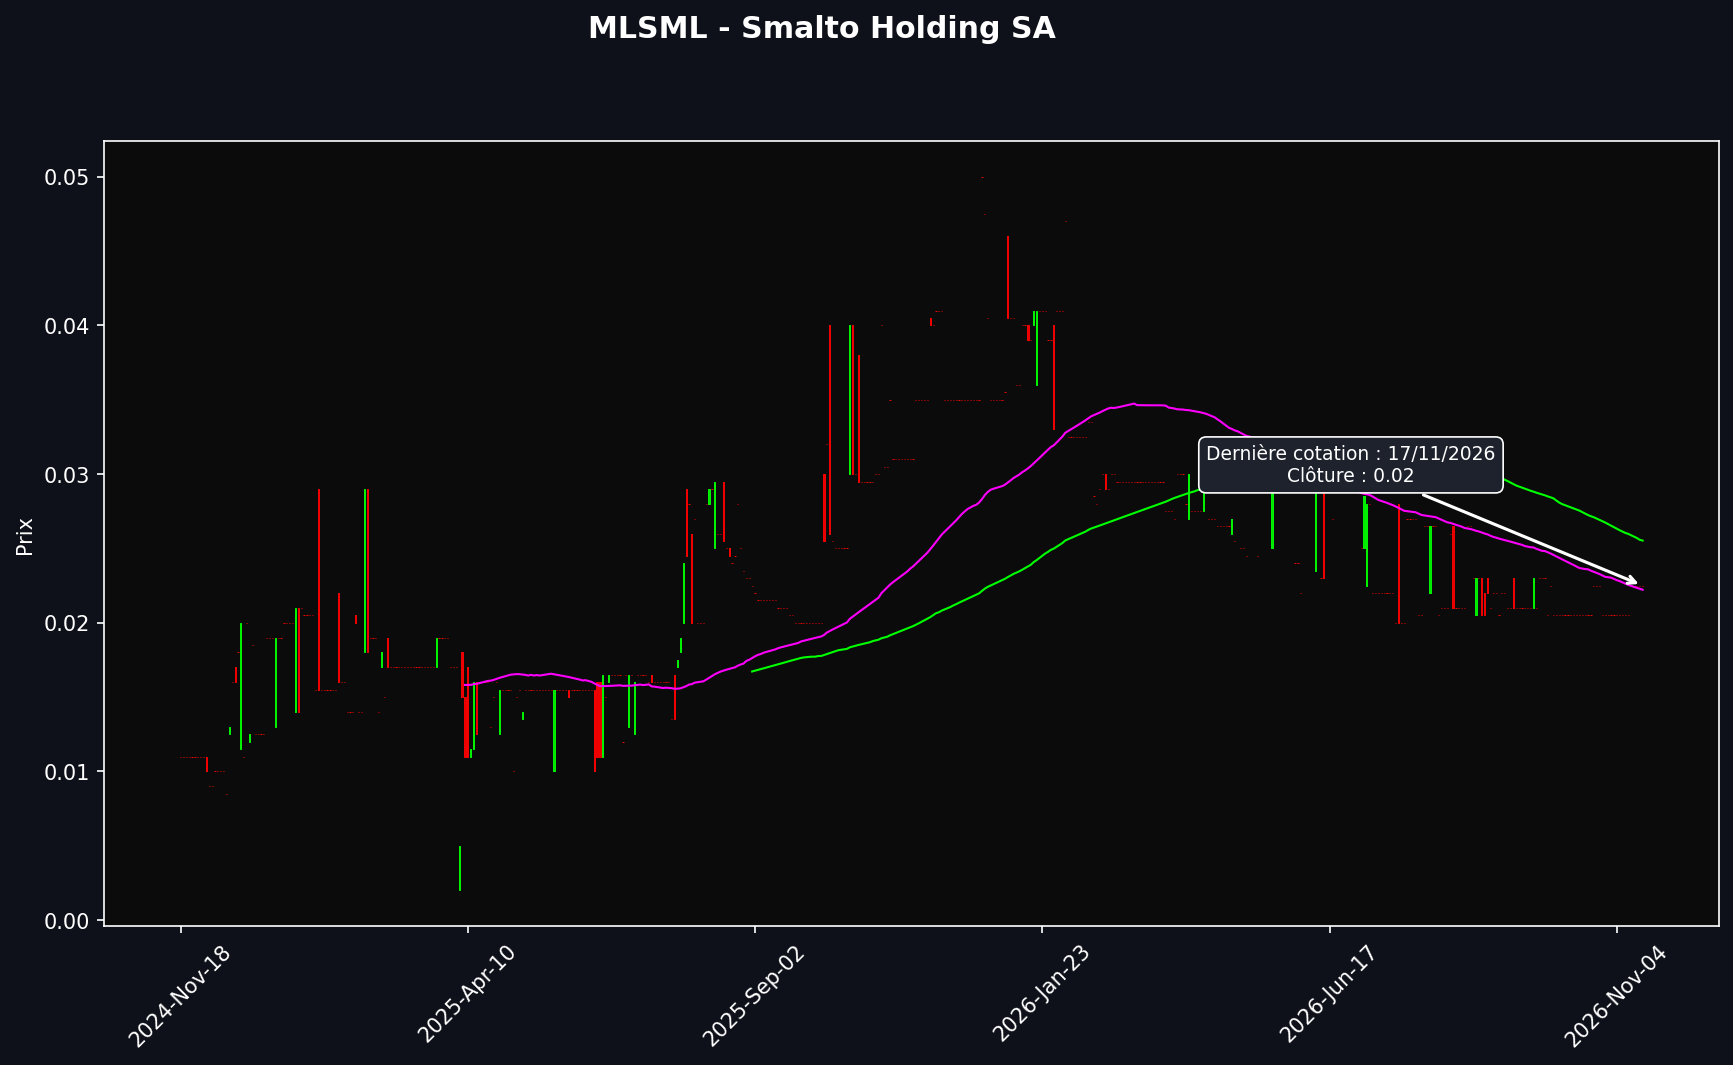 MLSML - Smalto Holding SA
Prix
0.05
0.04
0.03
0.02
0.01
0.00
Dernière cotation : 17/11/2026
Clôture : 0.02
2024-Nov-18
2025-Apr-10
2025-Sep-02
2026-Jan-23
2026-Jun-17
2026-Nov-04